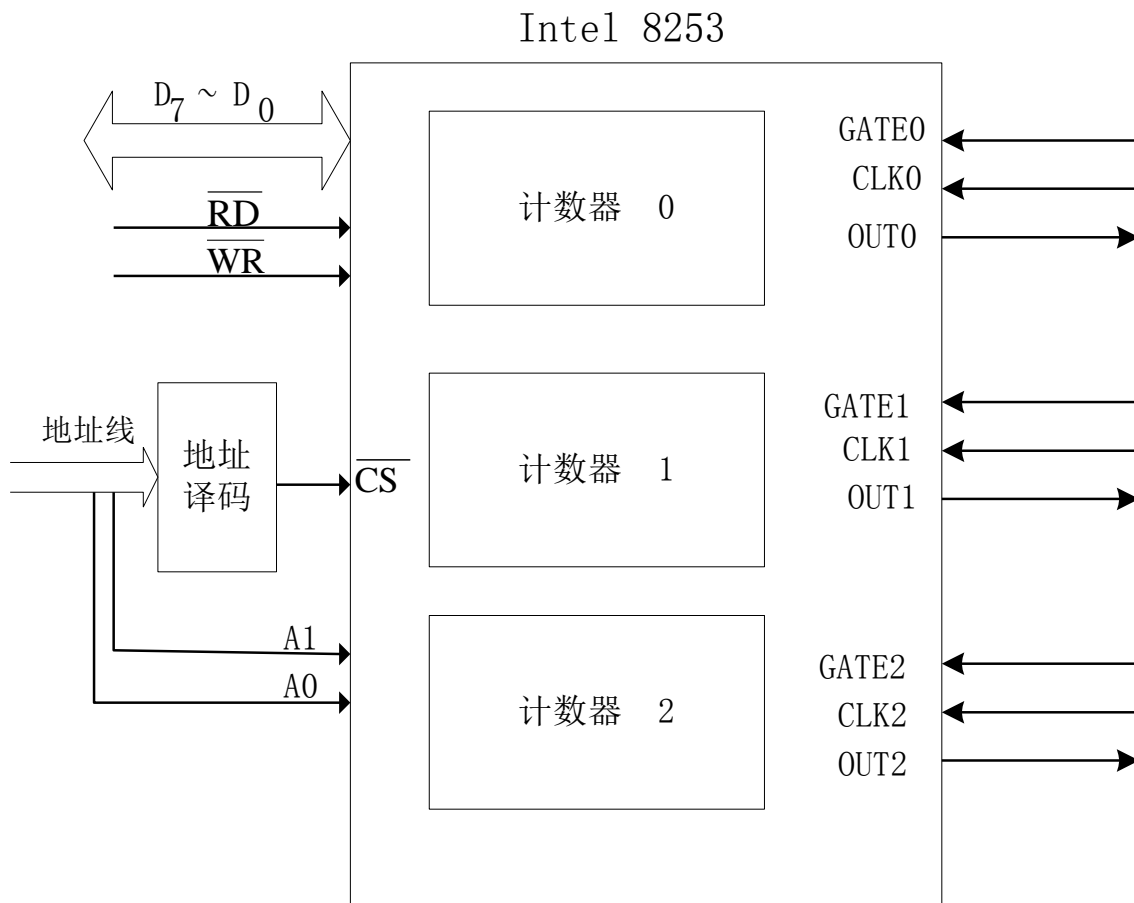 Intel 8253
D7 ~ D0
RD
WR
地址线
地址
译码
CS
A1
A0
计数器 0
计数器 1
计数器 2
GATE0
CLK0
OUT0
GATE1
CLK1
OUT1
GATE2
CLK2
OUT2